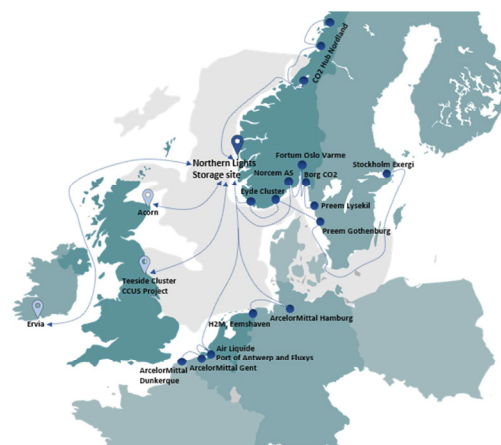 CO2 Hub Nordland
Fortum Oslo Varme
Stockholm Exergi
Northern Lights
Storage site
Norcem AS
Borg CO2
Eyde Cluster
Preem Lysekil
Acorn
Preem Gothenburg
Teeside Cluster
CCUS Project
Ervia
H2M, Eemshaven
ArcelorMittal Hamburg
Air Liquide
Port of Antwerp and Fluxys
ArcelorMittal Gent
ArcelorMittal
Dunkerque